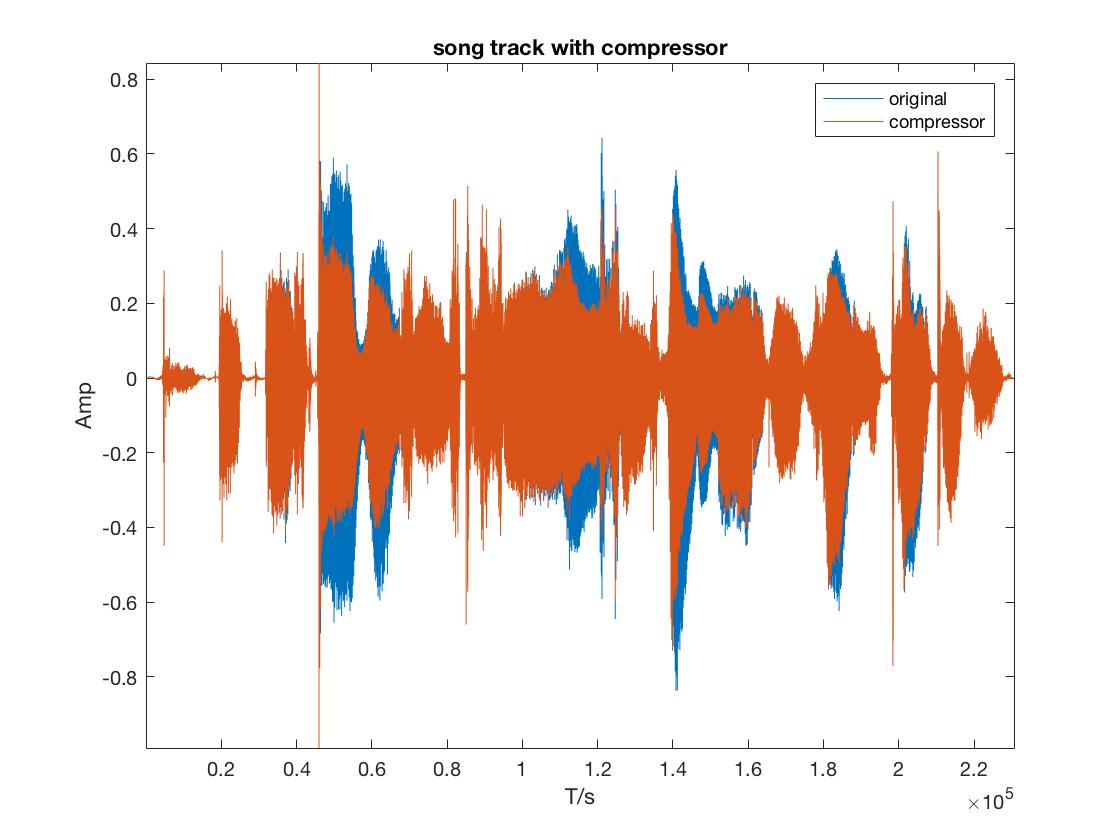 song track with compressor
original
compressor
0.8
0.6
0.4
0.2
0
-0.2
-0.4
-0.6
-0.8
Amp
0.2 0.4 0.6 0.8 1 1.2 1.4 1.6 1.8 2 2.2
T/s
×10^5